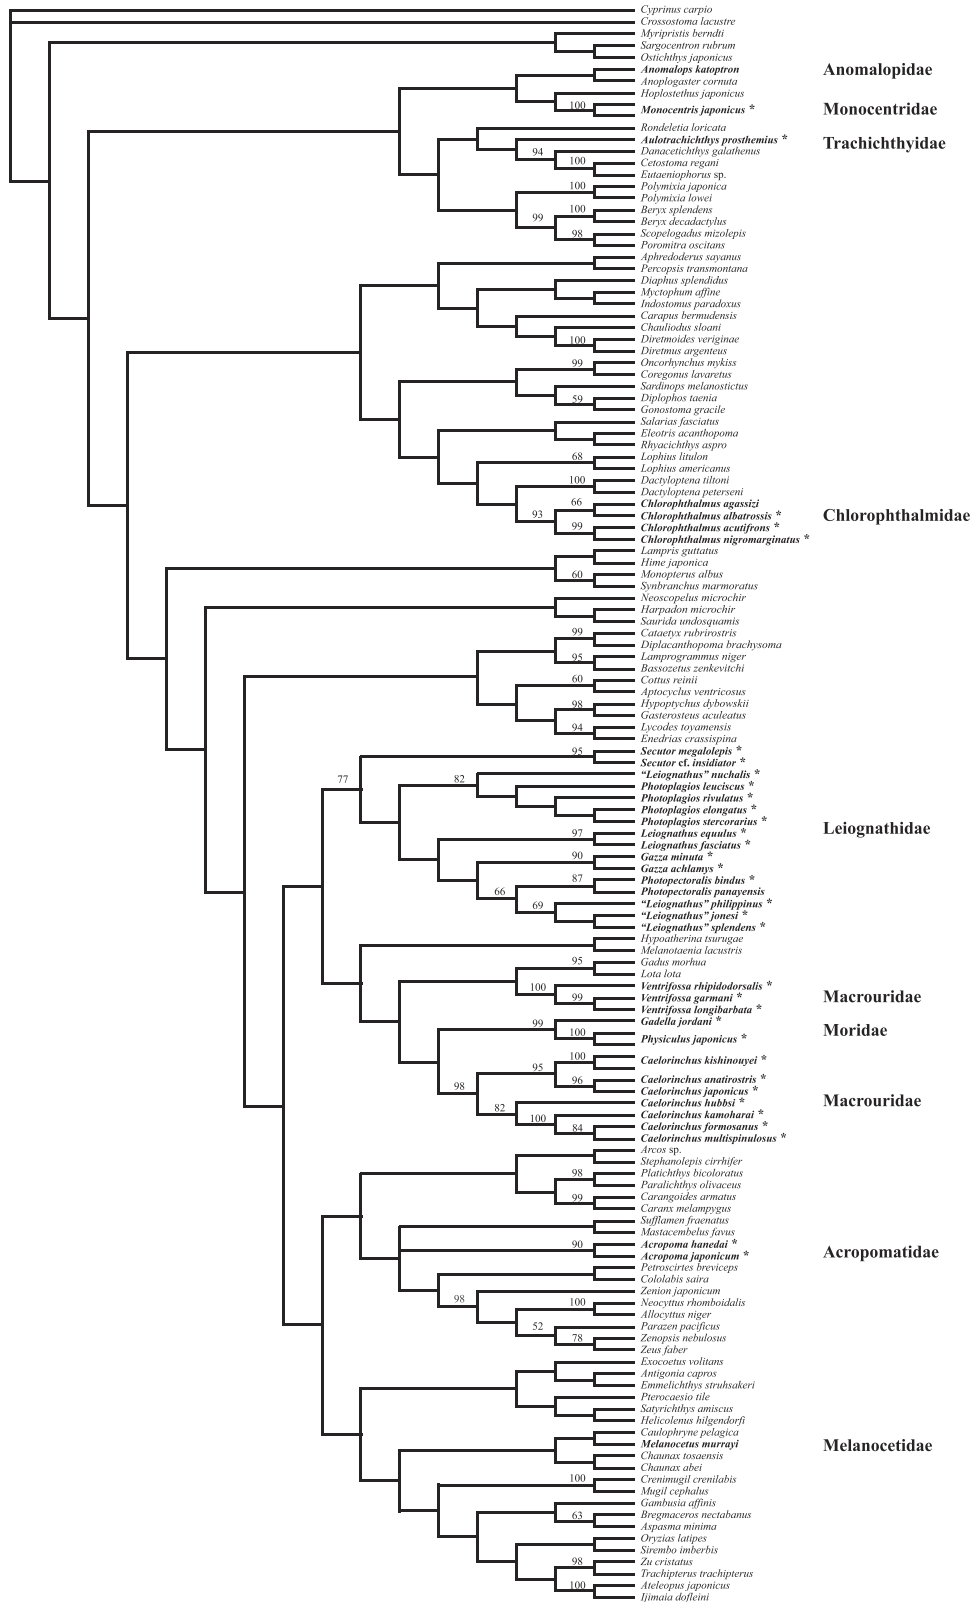 Cyprinus carpio
Crossostoma lacustre
Myripristis berndti
Sargocentron rubrum
Ostichthys japonicus
Anomalops katoptron
Anomalopidae
Anoplogaster cornuta
Hoplostethus japonicus
100
Monocentris japonicus *
Monocentridae
Rondeletia loricata
Aulotrachichthys prosthemius *
Trachichthyidae
94
Danacetichthys galathenus
100
Cetostoma regani
Eutaeniophorus sp.
100
Polymixia japonica
Polymixia lowei
100
Beryx splendens
99
Beryx decadactylus
98
Scopelogadus mizolepis
Poromitra oscitans
Aphredoderus sayanus
Percopsis transmontana
Diaphus splendidus
Myctophum affine
Indostomus paradoxus
Carapus bermudensis
Chauliodus sloani
100
Diretmoides veriginae
Diretmus argenteus
99
Oncorhynchus mykiss
Coregonus lavaretus
Sardinops melanostictus
59
Diplophos taenia
Gonostoma gracile
Salarias fasciatus
Eleotris acanthopoma
Rhyacichthys aspro
68
Lophius litulon
Lophius americanus
100
Dactyloptena tiltoni
Dactyloptena peterseni
66
Chlorophthalmus agassizi
93
Chlorophthalmus albatrossis *
Chlorophthalmidae
99
Chlorophthalmus acutifrons *
Chlorophthalmus nigromarginatus *
Lampris guttatus
Hime japonica
60
Monopterus albus
Synbranchus marmoratus
Neoscopelus microchir
Harpadon microchir
Saurida undosquamis
99
Cataetyx rubrirostris
Diplacanthopoma brachysoma
95
Lamprogrammus niger
Bassozetus zenkevitchi
60
Cottus reinii
Aptocyclus ventricosus
98
Hypoptychus dybowskii
Gasterosteus aculeatus
94
Lycodes toyamensis
Enedrias crassispina
95
Secutor megalolepis *
Secutor cf. insidiator *
77
82
“Leiognathus” nuchalis *
Photoplagios leuciscus *
Photoplagios rivulatus *
Photoplagios elongatus *
Photoplagios stercorarius *
Leiognathidae
97
Leiognathus equulus *
Leiognathus fasciatus *
90
Gazza minuta *
Gazza achlamys *
87
Photopectoralis bindus *
66
Photopectoralis panayensis
69
“Leiognathus” philippinus *
“Leiognathus” jonesi *
“Leiognathus” splendens *
Hypoatherina tsurugae
Melanotaenia lacustris
95
Gadus morhua
Lota lota
100
Ventrifossa rhipidodorsalis *
99
Ventrifossa garmani *
Macrouridae
Ventrifossa longibarbata *
99
Gadella jordani *
Moridae
100
Physiculus japonicus *
100
Caelorinchus kishinouyei *
95
96
Caelorinchus anatirostris *
98
Caelorinchus japonicus *
82
Caelorinchus hubbsi *
Macrouridae
100
Caelorinchus kamoharai *
84
Caelorinchus formosanus *
Caelorinchus multispinulosus *
Arcos sp.
Stephanolepis cirrhifer
98
Platichthys bicoloratus
Paralichthys olivaceus
99
Carangoides armatus
Caranx melampygus
Sufflamen fraenatus
Mastacembelus favus
90
Acropoma hanedai *
Acropomatidae
Acropoma japonicum *
Petroscirtes breviceps
Cololabis saira
98
Zenion japonicum
100
Neocyttus rhomboidalis
Allocyttus niger
52
Parazen pacificus
78
Zenopsis nebulosus
Zeus faber
Exocoetus volitans
Antigonia capros
Emmelichthys struhsakeri
Pterocaesio tile
Satyrichthys amiscus
Helicolenus hilgendorfi
Caulophryne pelagica
Melanocetus murrayi
Melanocetidae
Chaunax tosaensis
Chaunax abei
100
Crenimugil crenilabis
Mugil cephalus
Gambusia affinis
63
Bregmaceros nectabanus
Aspasma minima
Oryzias latipes
Sirembo imberbis
98
Zu cristatus
Trachipterus trachipterus
100
Ateleopus japonicus
Ijimaia dofleini